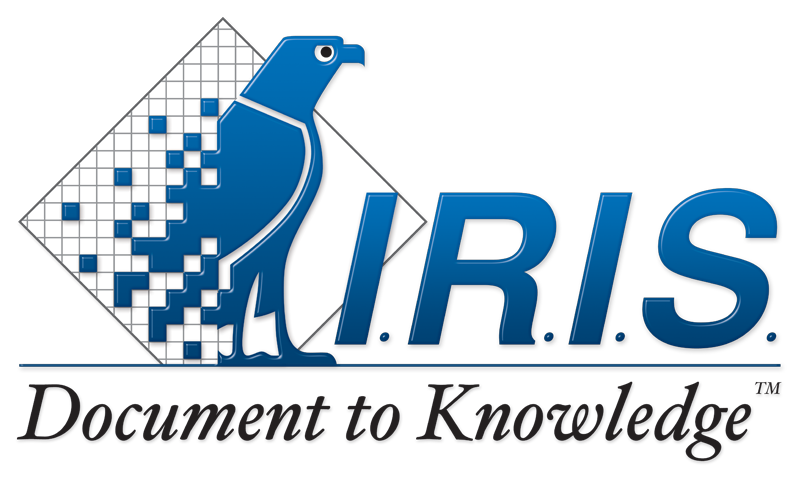 I.R.I.S.
Document to Knowledge™